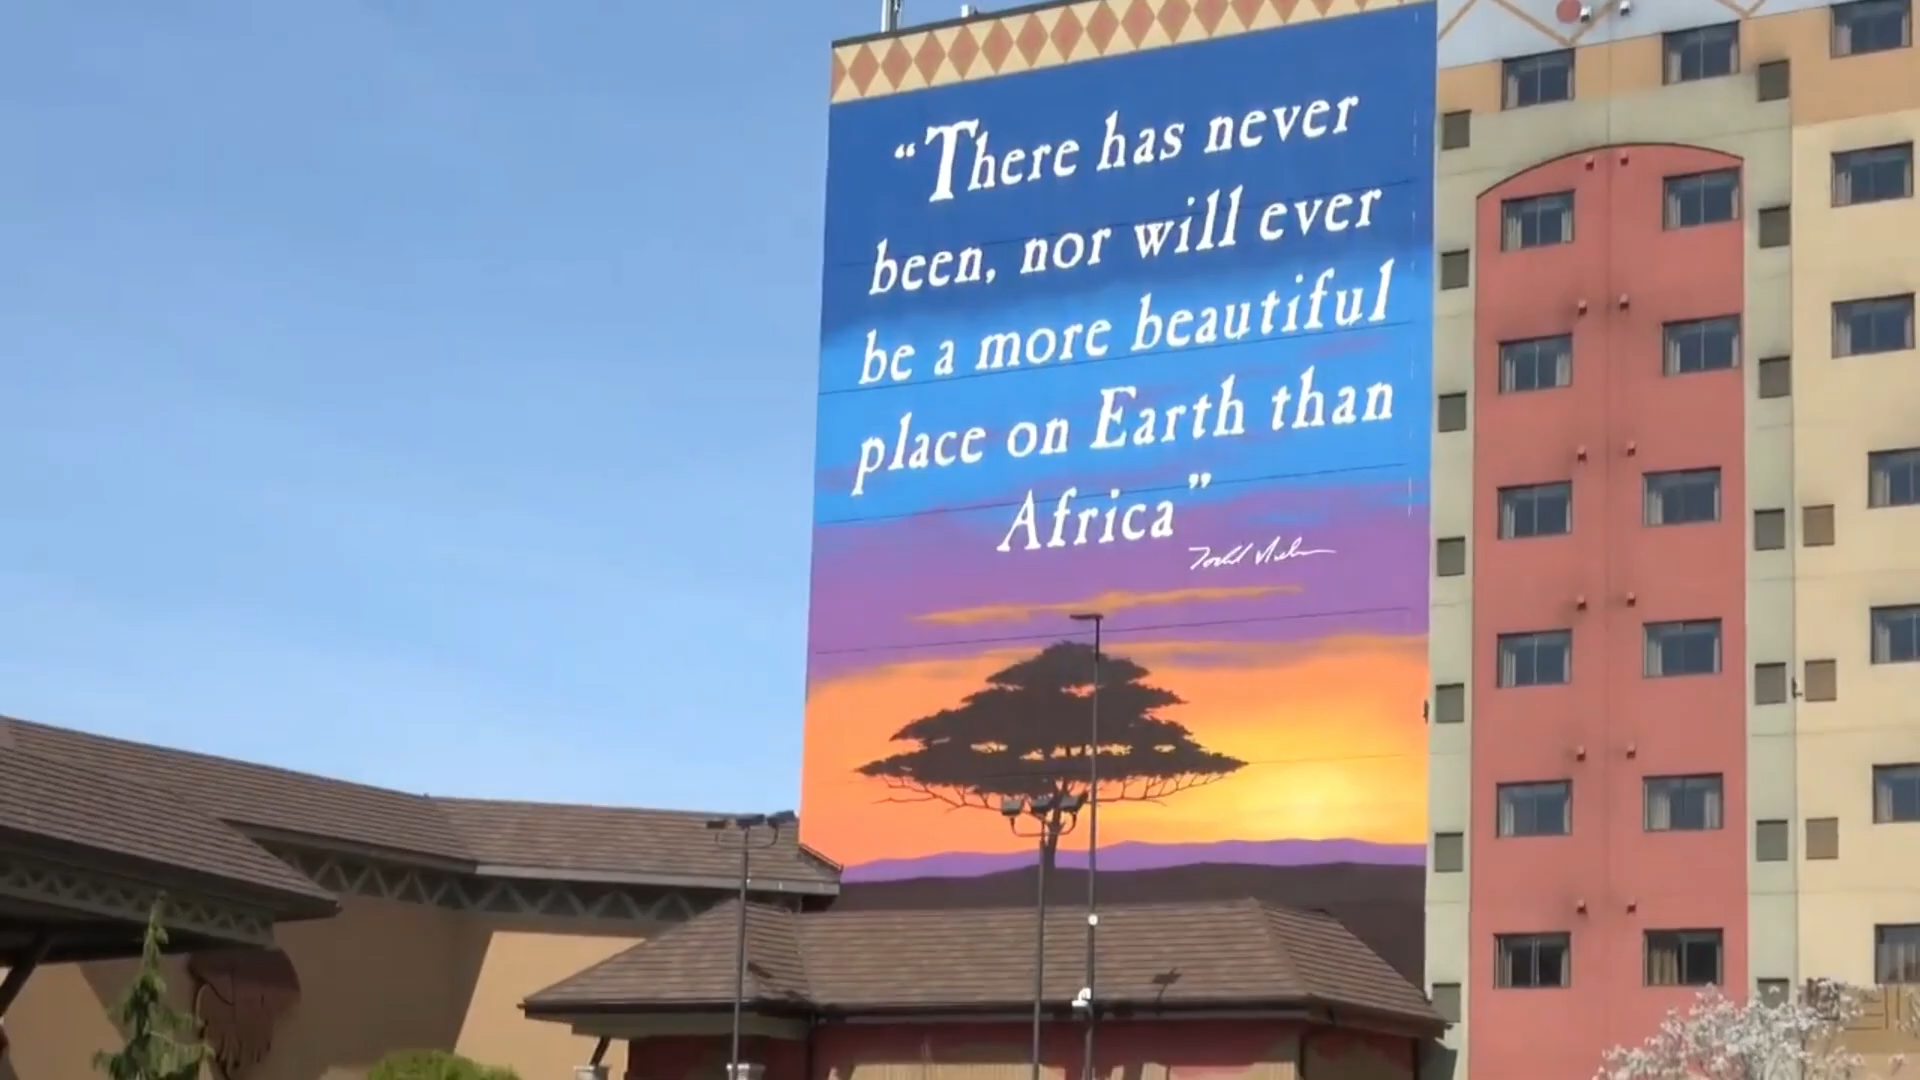 “There has never
been, nor will ever
be a more beautiful
place on Earth than
Africa”